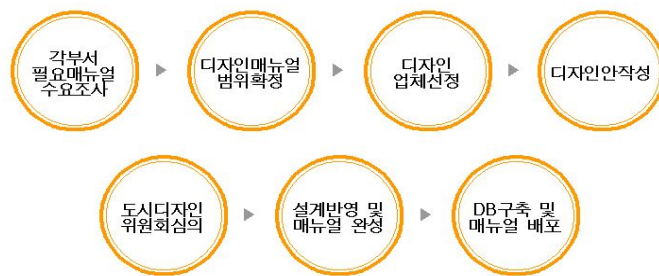 각부서
필요매뉴얼
수요조사
디자인매뉴얼
범위확정
디자인
업체선정
디자인안작성
도시디자인
위원회심의
설계반영 및
매뉴얼 완성
DB구축 및
매뉴얼 배포